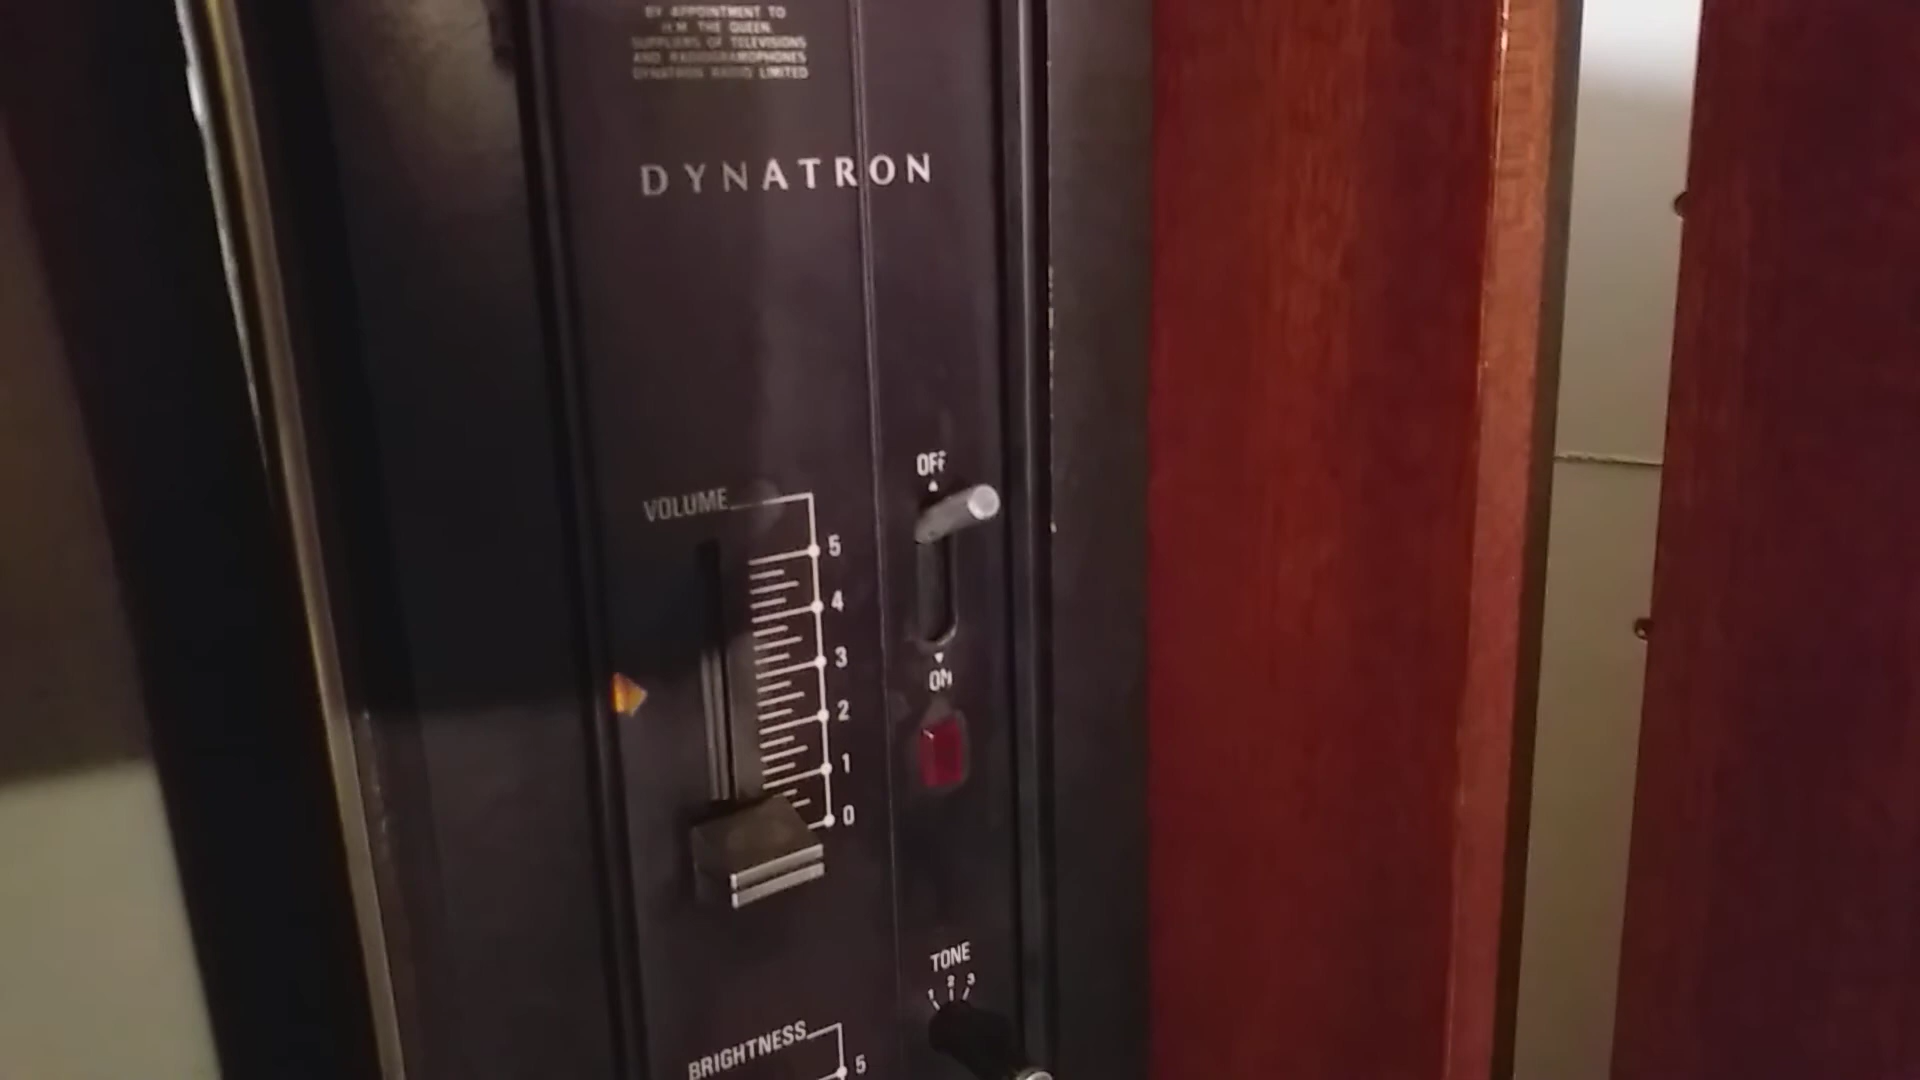 BY APPOINTMENT TO
H.M. THE QUEEN
SUPPLIERS OF TELEVISIONS
AND RADIOGRAMOPHONES
DYNATRON RADIO LIMITED
DYNATRON
OFF
VOLUME
5
4
3
2
1
0
ON
TONE
1 2 3
BRIGHTNESS
5